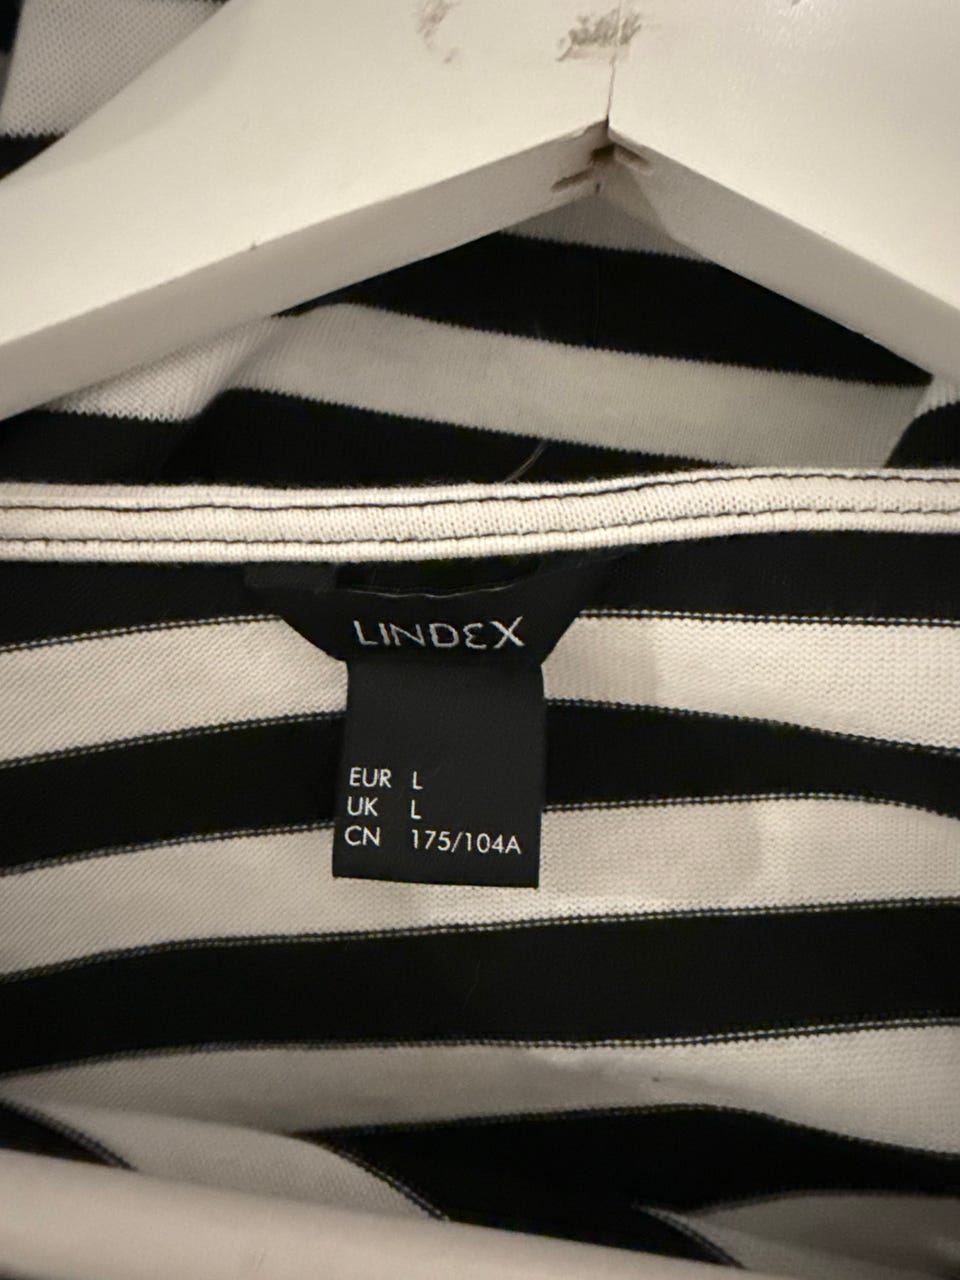 LINDEX
EUR L
UK L
CN 175/104A